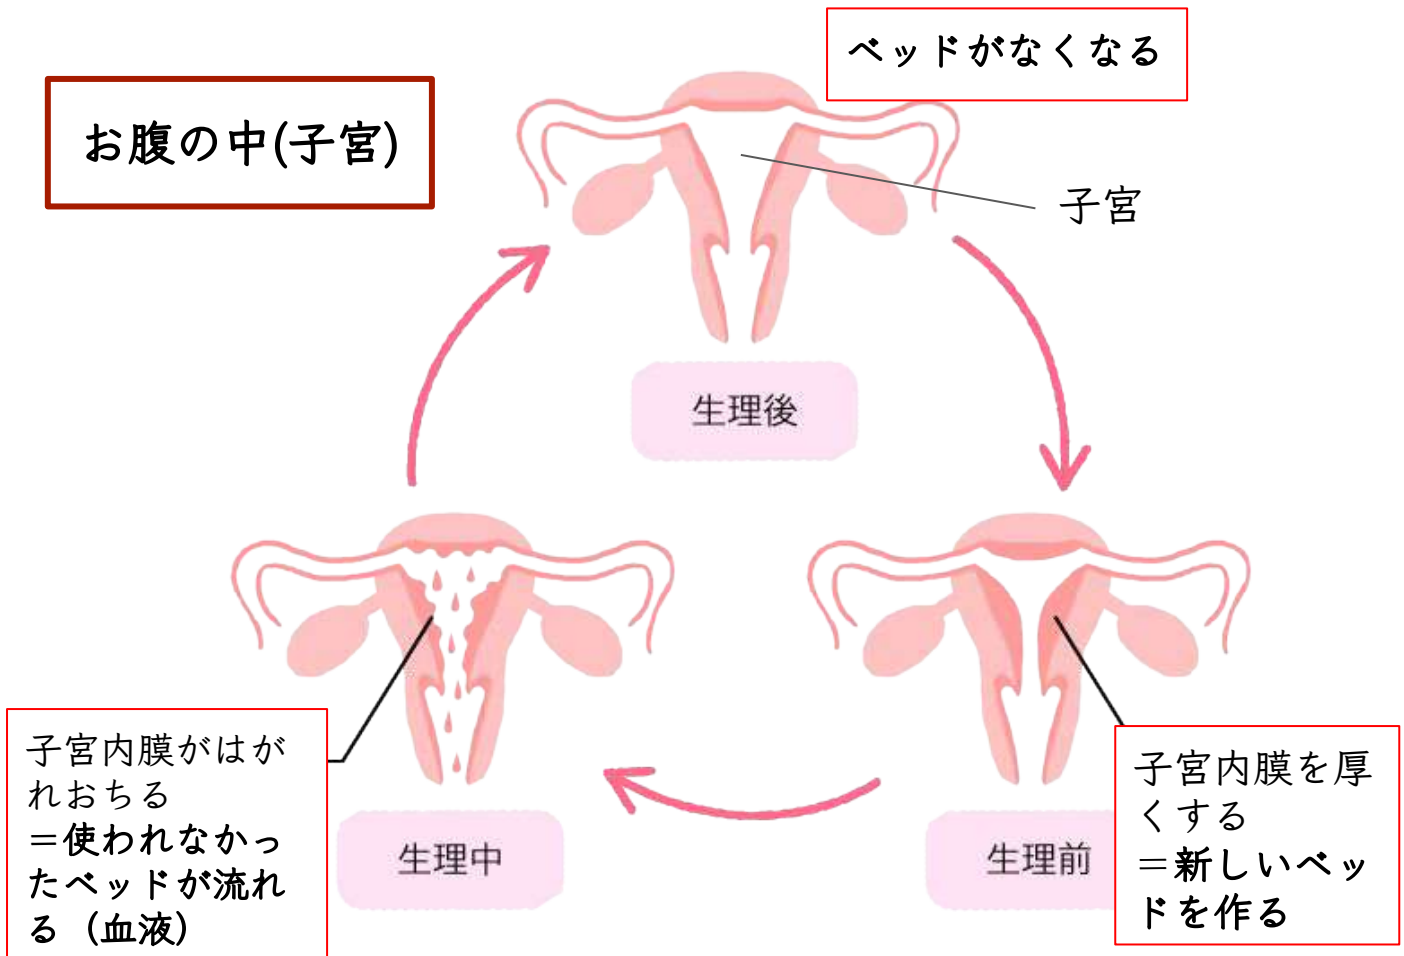 ベッドがなくなる
お腹の中(子宮)
子宮
生理後
子宮内膜がはが
れおちる
＝使われなかっ
たベッドが流れ
る（血液）
生理中
生理前
子宮内膜を厚
くする
＝新しいベッ
ドを作る